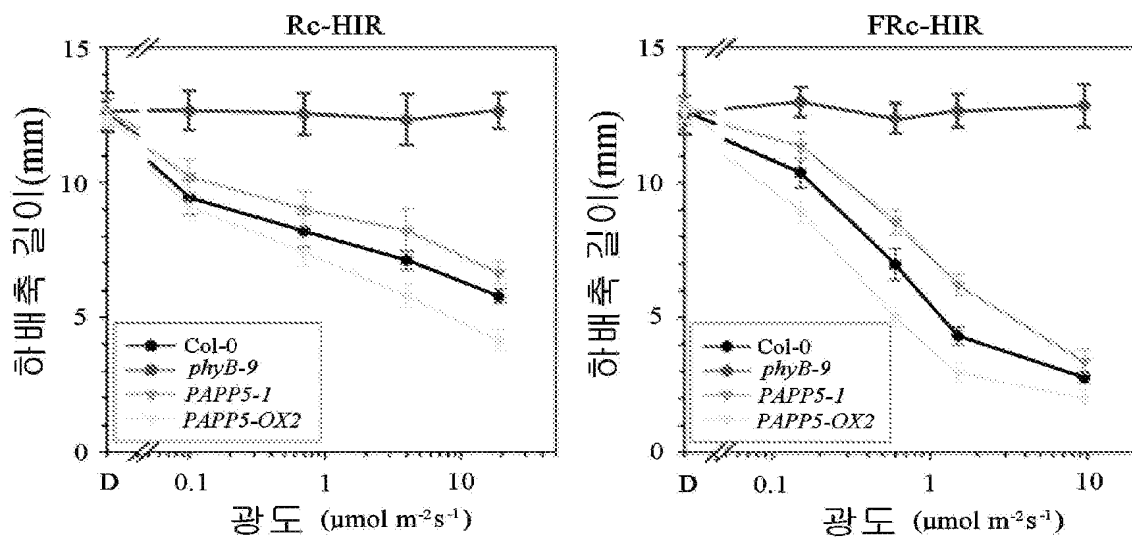 Rc-HIR
15
10
5
0
하배축 길이(mm)
Col-0
phyB-9
PAPP5-1
PAPP5-OX2
D 0.1 1 10
광도 (μmol m⁻²s⁻¹)
FRc-HIR
15
10
5
0
하배축 길이(mm)
Col-0
phyB-9
PAPP5-1
PAPP5-OX2
D 0.1 1 10
광도 (μmol m⁻²s⁻¹)